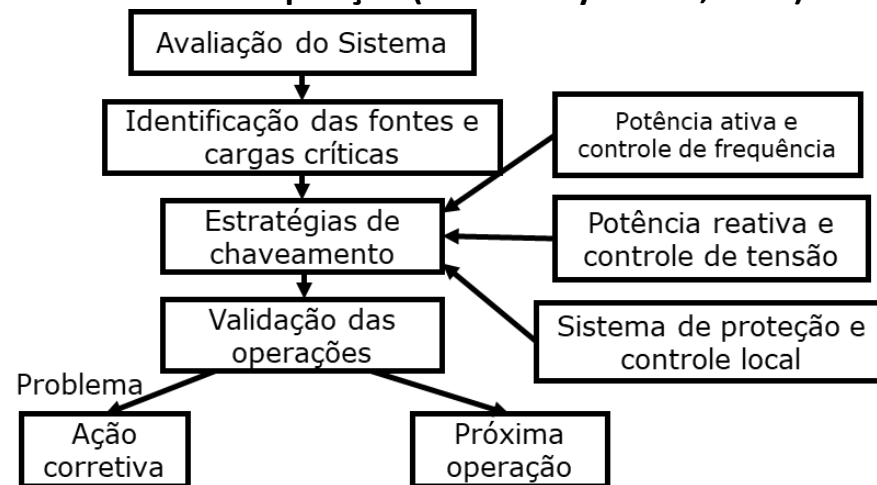 Avaliação do Sistema
Identificação das fontes e
cargas críticas
Potência ativa e
controle de frequência
Estratégias de
chaveamento
Potência reativa e
controle de tensão
Validação das
operações
Sistema de proteção e
controle local
Problema
Ação
corretiva
Próxima
operação